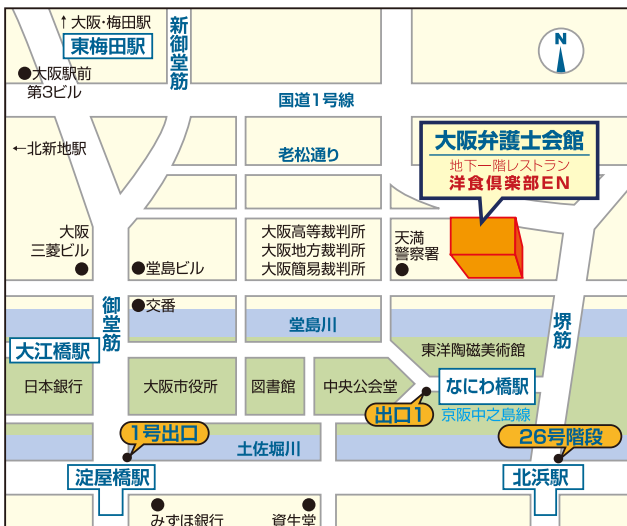 ↑大阪・梅田駅
東梅田駅
新御堂筋
N
大阪駅前
第3ビル
国道1号線
←北新地駅
老松通り
大阪弁護士会館
地下一階レストラン
洋食倶楽部EN
大阪
三菱ビル
堂島ビル
大阪高等裁判所
大阪地方裁判所
大阪簡易裁判所
天満
警察署
御堂筋
交番
堂島川
堺筋
大江橋駅
東洋陶磁美術館
日本銀行
大阪市役所
図書館
中央公会堂
なにわ橋駅
出口1
京阪中之島線
1号出口
土佐堀川
26号階段
淀屋橋駅
北浜駅
みずほ銀行
資生堂